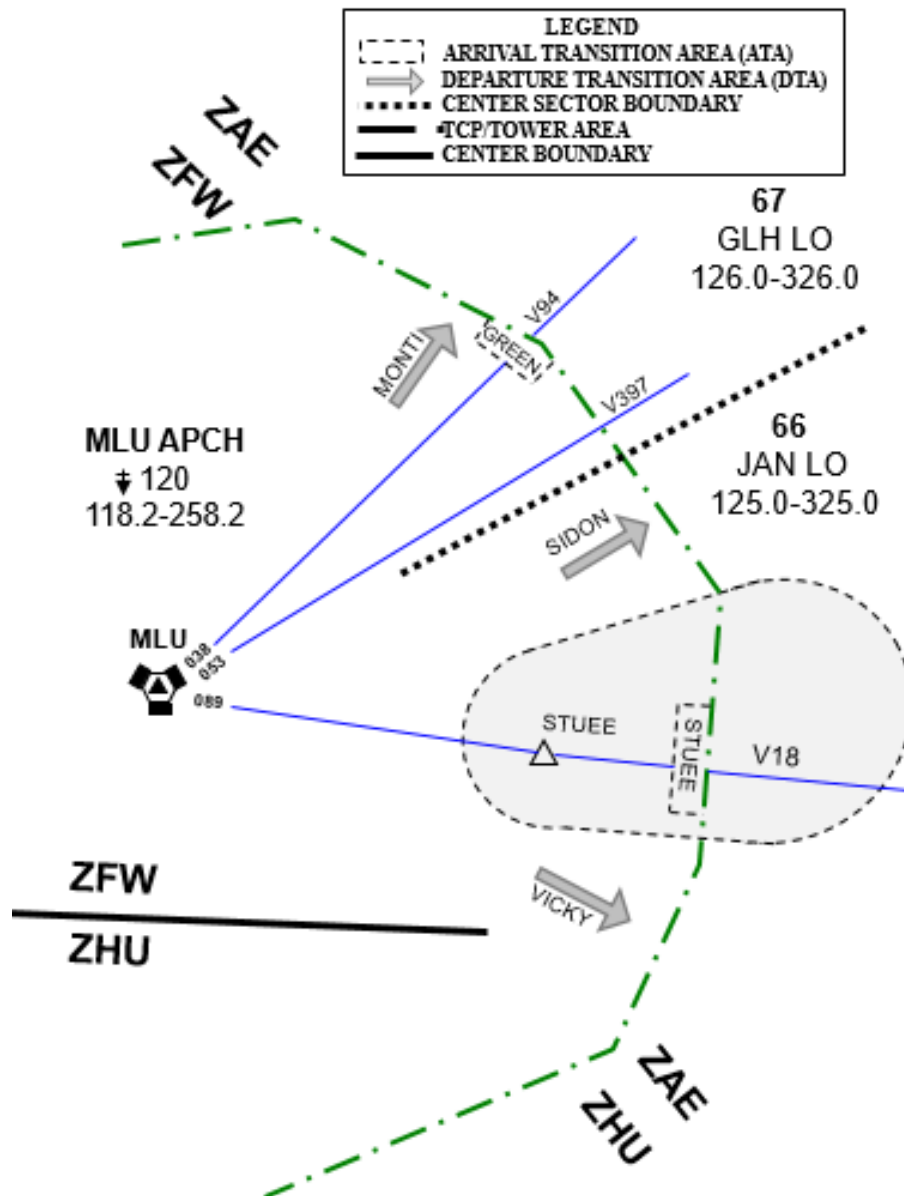 LEGEND
ARRIVAL TRANSITION AREA (ATA)
DEPARTURE TRANSITION AREA (DTA)
CENTER SECTOR BOUNDARY
TCP/TOWER AREA
CENTER BOUNDARY
ZAE
ZFW
67
GLH LO
126.0-326.0
V94
GREEN
MONTI
V397
66
JAN LO
125.0-325.0
MLU APCH
120
118.2-258.2
SIDON
MLU
038
053
089
STUEE
STUEE
V18
VICKY
ZFW
ZHU
ZAE
ZHU